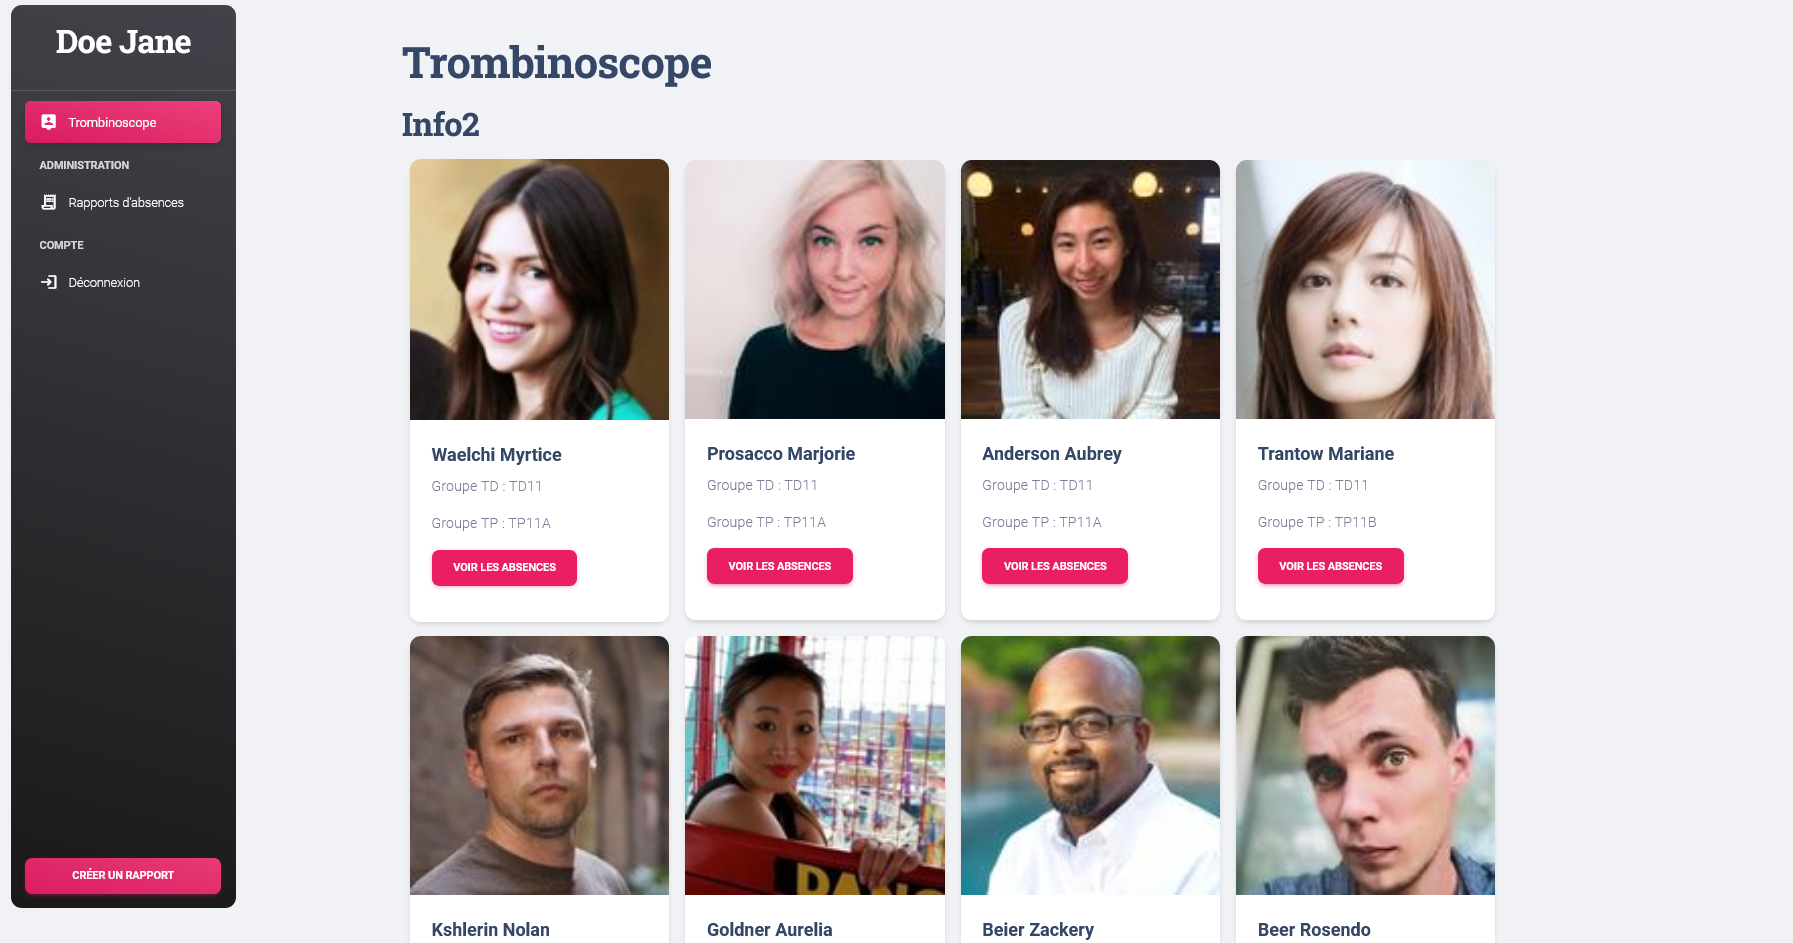 Doe Jane
Trombinoscope
ADMINISTRATION
Rapports d'absences
COMPTE
Déconnexion
CRÉER UN RAPPORT
Trombinoscope
Info2
Waelchi Myrtice
Groupe TD : TD11
Groupe TP : TP11A
VOIR LES ABSENCES
Prosacco Marjorie
Groupe TD : TD11
Groupe TP : TP11A
VOIR LES ABSENCES
Anderson Aubrey
Groupe TD : TD11
Groupe TP : TP11A
VOIR LES ABSENCES
Trantow Mariane
Groupe TD : TD11
Groupe TP : TP11B
VOIR LES ABSENCES
DANG
Kshlerin Nolan
Goldner Aurelia
Beier Zackery
Beer Rosendo